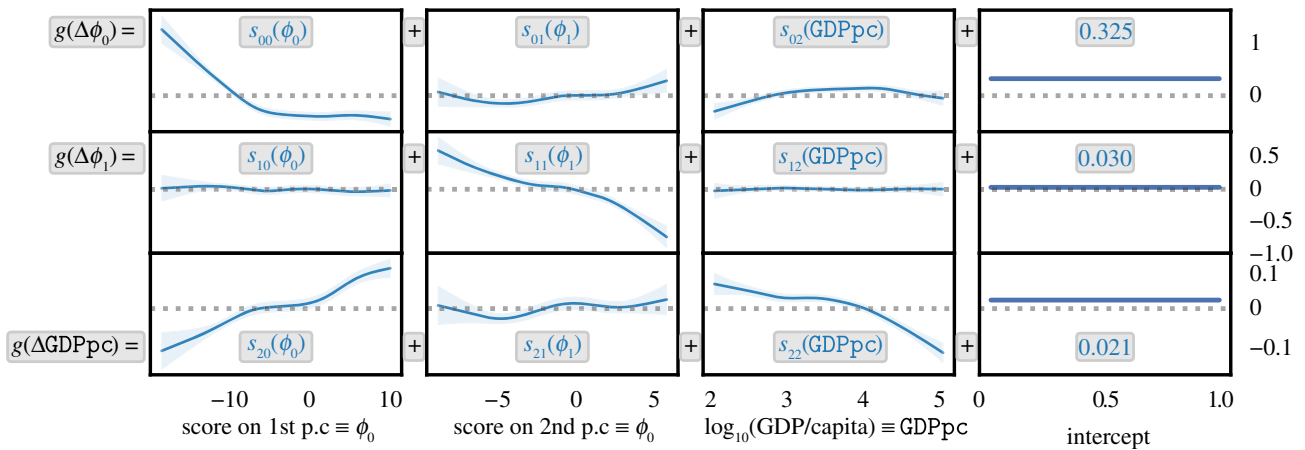 g(Δϕ₀) = s₀₀(ϕ₀) + s₀₁(ϕ₁) + s₀₂(GDPpc) + 0.325
1
0
g(Δϕ₁) = s₁₀(ϕ₀) + s₁₁(ϕ₁) + s₁₂(GDPpc) + 0.030
0.5
0
−0.5
−1.0
0.1
0
g(ΔGDPpc) = s₂₀(ϕ₀) + s₂₁(ϕ₁) + s₂₂(GDPpc) + 0.021
−0.1
−10 0 10 −5 0 5 2 3 4 5 0 0.5 1.0
score on 1st p.c ≡ ϕ₀ score on 2nd p.c ≡ ϕ₀ log₁₀(GDP/capita) ≡ GDPpc intercept